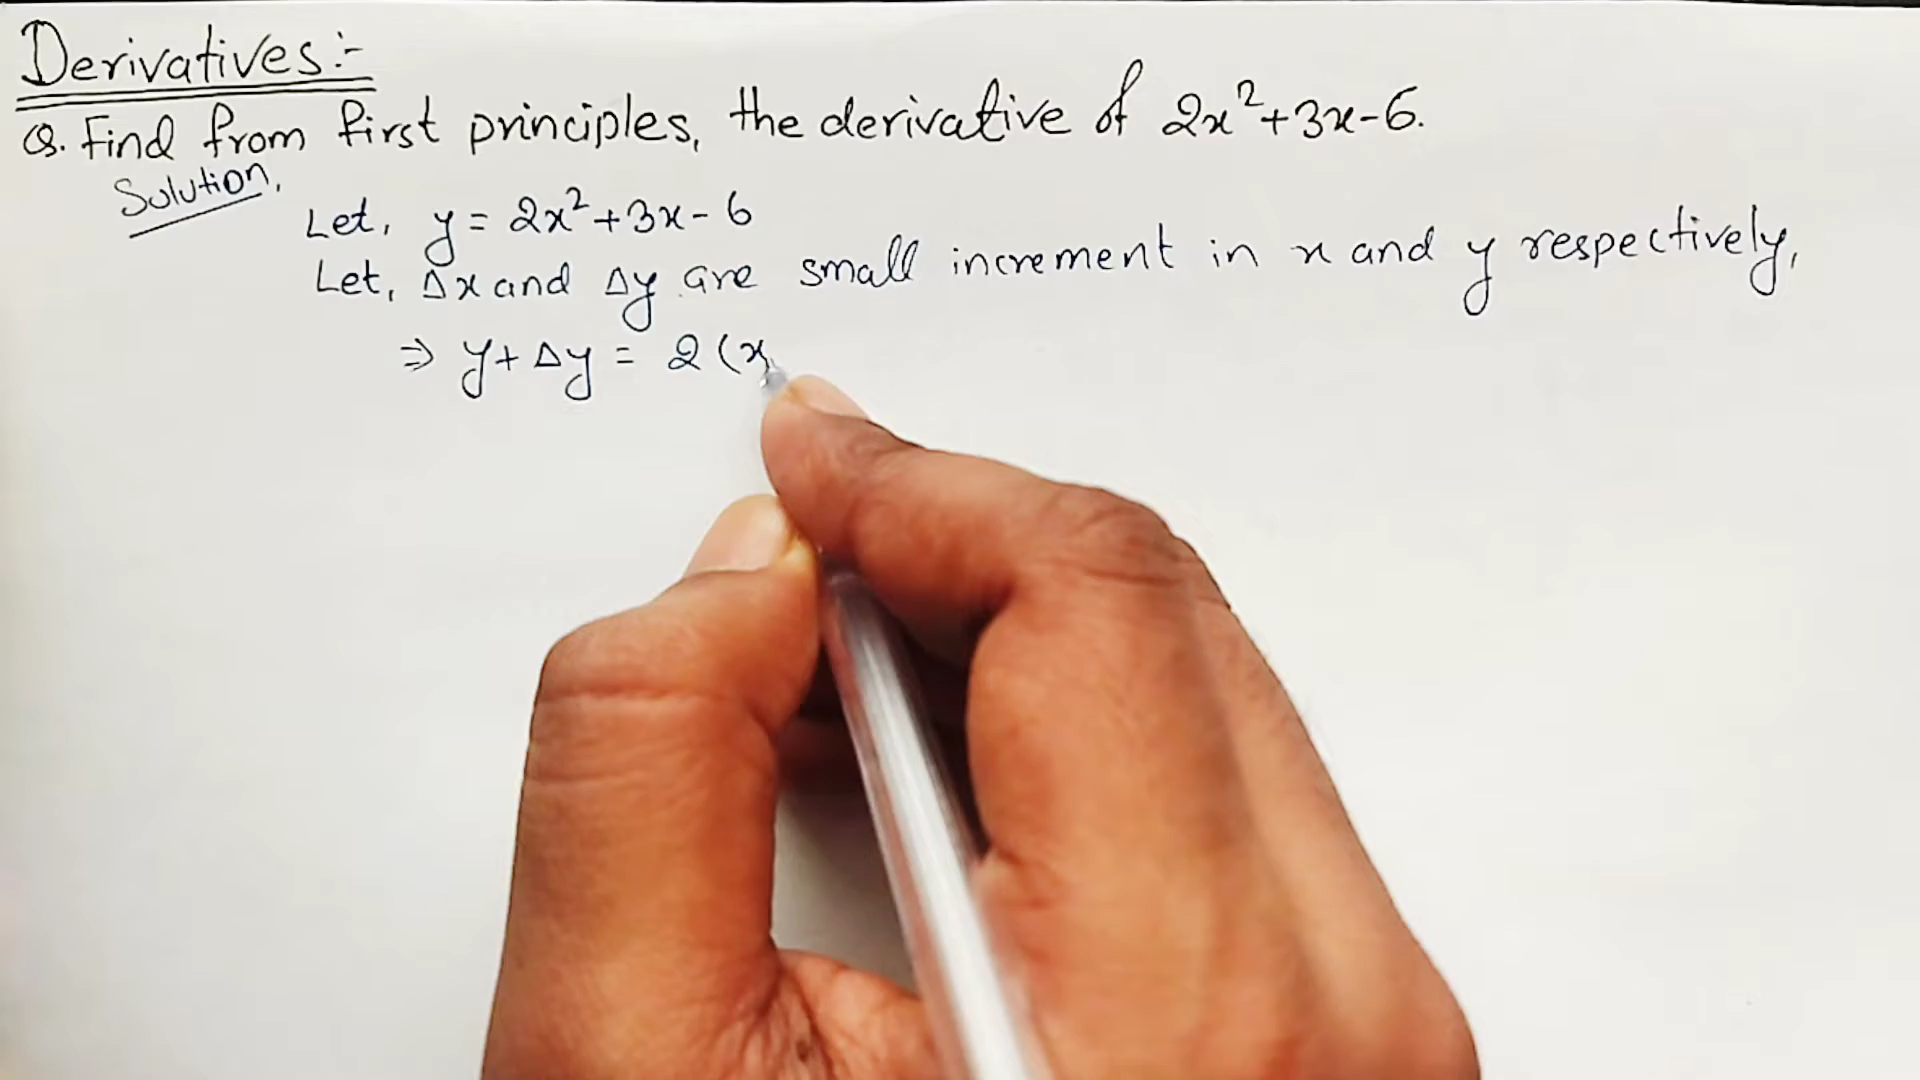 Derivatives:-
Q. Find from first principles, the derivative of 2x²+3x-6.
Solution,
Let, y = 2x²+3x-6
Let, Δx and Δy are small increment in x and y respectively,
⇒ y+Δy = 2(x